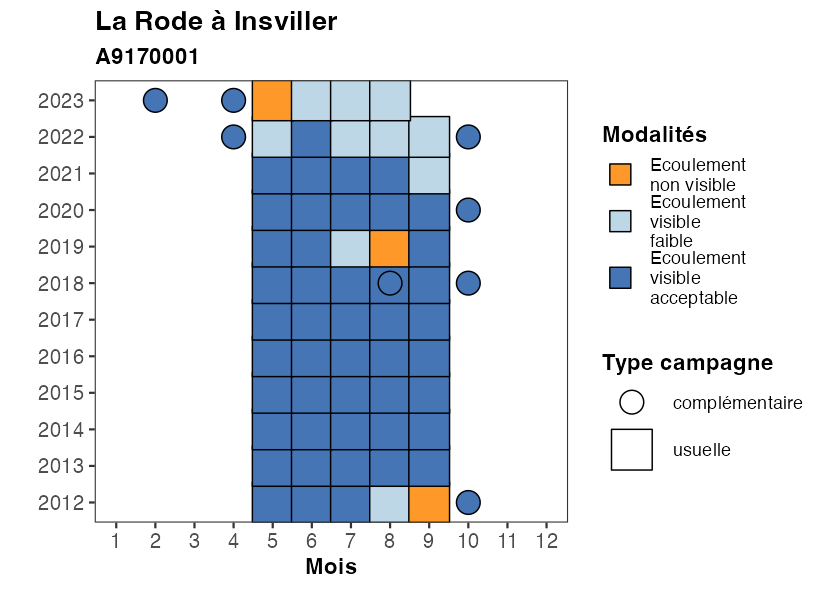 La Rode à Insviller
A9170001
2023
2022
2021
2020
2019
2018
2017
2016
2015
2014
2013
2012
1 2 3 4 5 6 7 8 9 10 11 12
Mois
Modalités
Ecoulement
non visible
Ecoulement
visible
faible
Ecoulement
visible
acceptable
Type campagne
complémentaire
usuelle